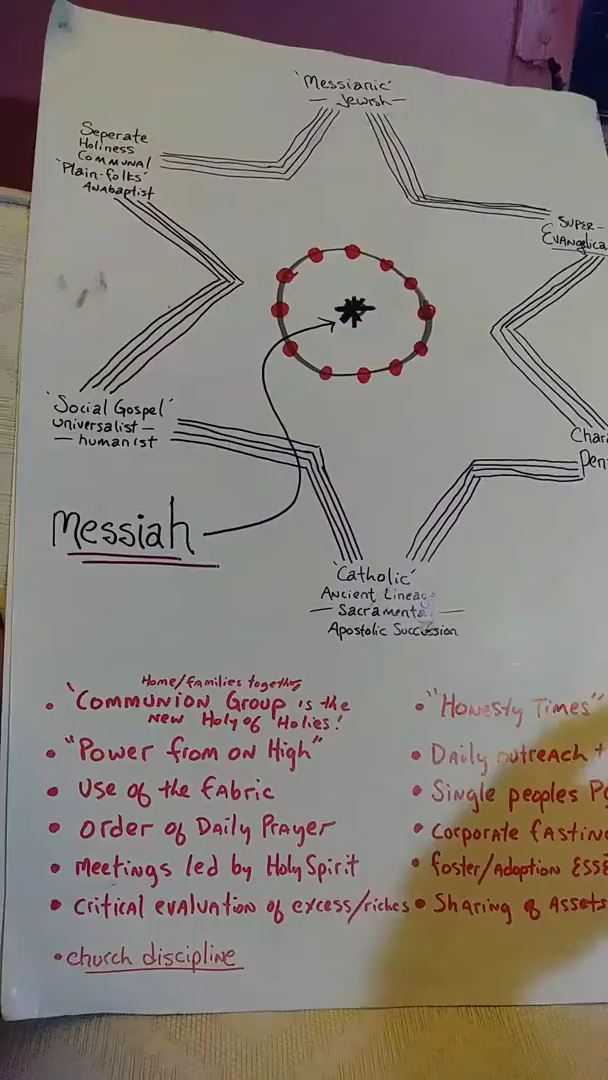 'Messianic'
— Jewish —
Seperate
Holiness
Communal
'Plain-folks'
Anabaptist
Super-
Evangelica
'Social Gospel'
Universalist —
— humanist
Messiah
'Catholic'
Ancient Lineage
— Sacramental —
Apostolic Succession
Home/families together
• "Communion Group is the
new Holy of Holies!
• "Power from on High"
• Use of the fabric
• Order of Daily Prayer
• Meetings led by Holy Spirit
• Critical evaluation of excess/riches
• church discipline
• "Honesty Times"
• Daily outreach +
• Single peoples
• Corporate fastin
• foster/Adoption
• Sharing of Assets